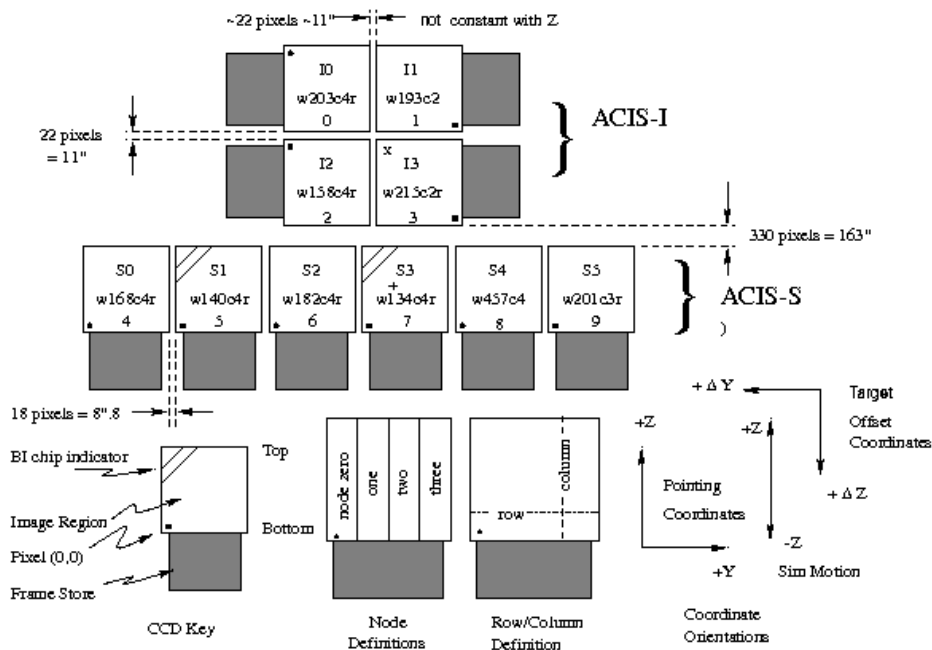 ~22 pixels ~11"
not constant with Z
I0
w203c4r
0
I1
w193c2
1
ACIS-I
22 pixels
= 11"
I2
w158c4r
2
x
I3
w215c2r
3
330 pixels = 163"
S0
w168c4r
4
S1
w140c4r
5
S2
w182c4r
6
S3
+
w134c4r
7
S4
w457c4
8
S5
w201c3r
9
ACIS-S
)
18 pixels = 8".8
+ Δ Y
Target
Offset
Coordinates
+ Δ Z
BI chip indicator
Image Region
Pixel (0,0)
Frame Store
Top
Bottom
CCD Key
node zero
one
two
three
Node
Definitions
row
column
Row/Column
Definition
+Z
Pointing
Coordinates
+Y
+Z
-Z
Sim Motion
Coordinate
Orientations